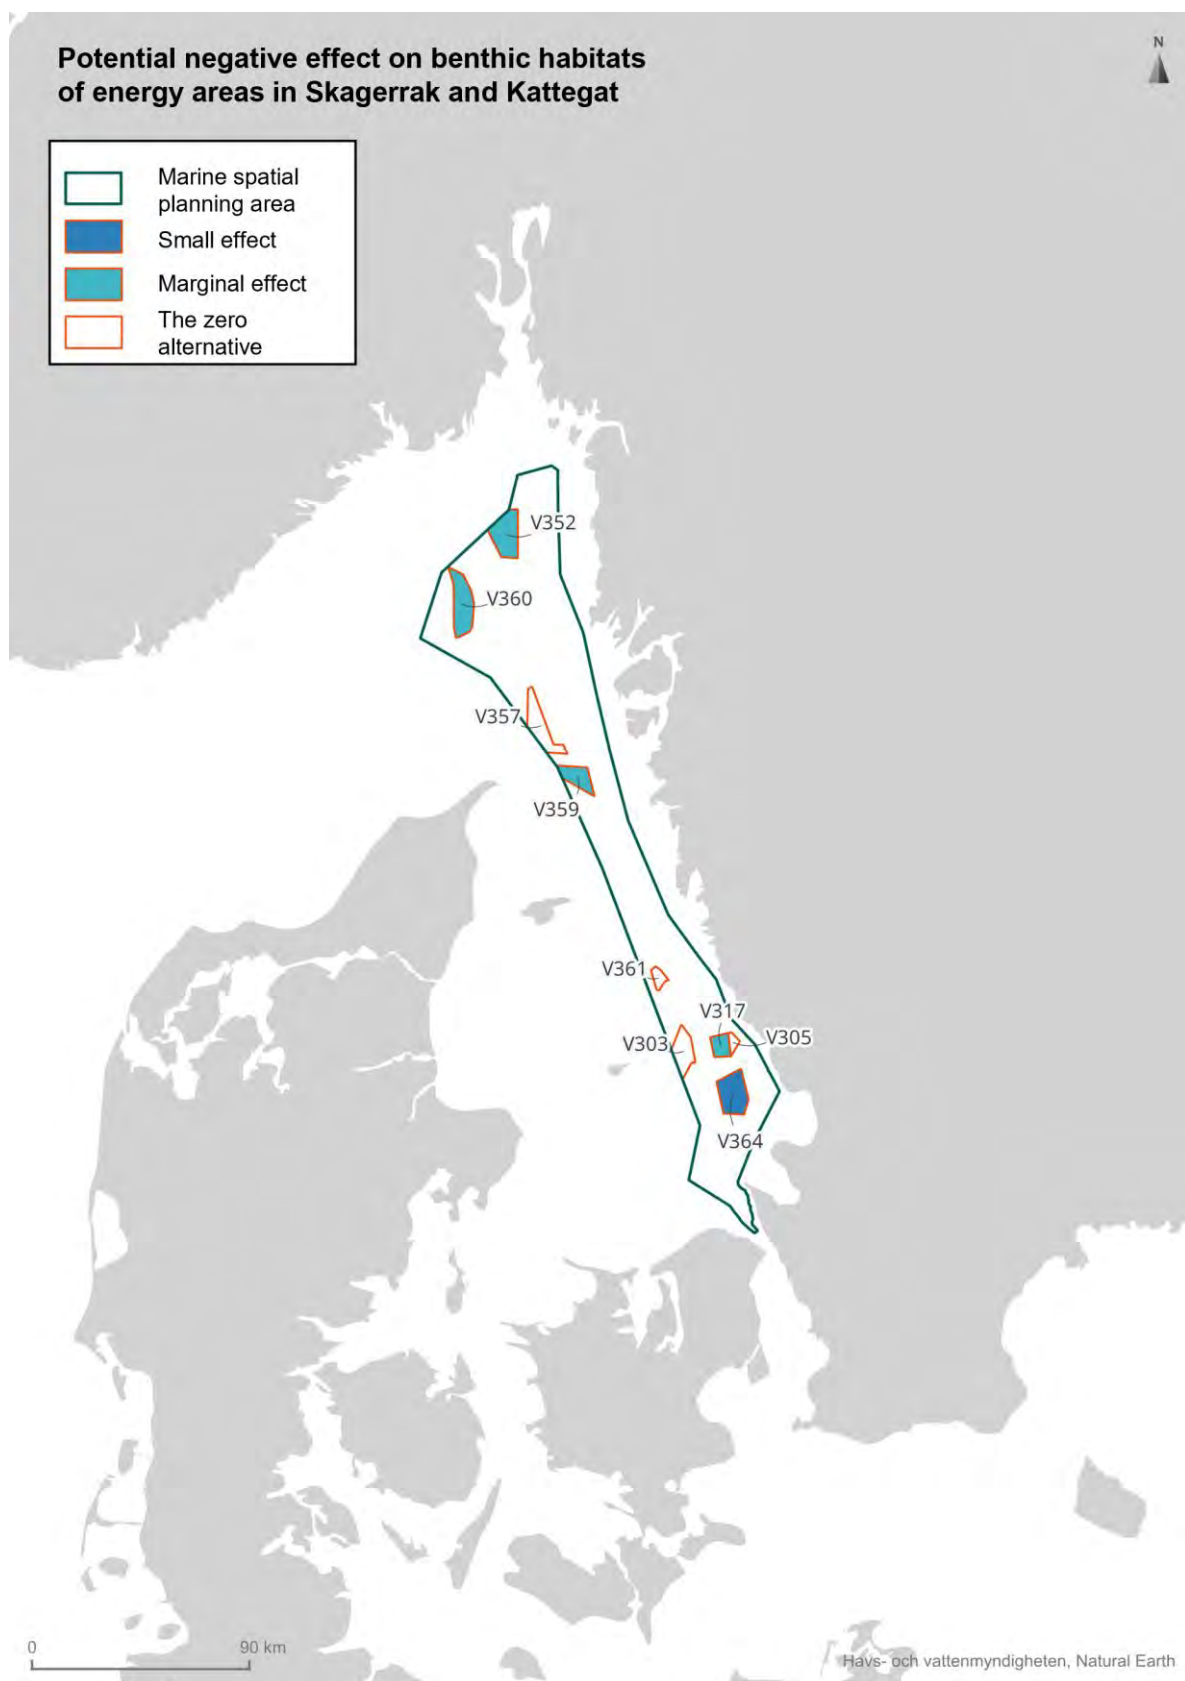 Potential negative effect on benthic habitats
of energy areas in Skagerrak and Kattegat
N
Marine spatial
planning area
Small effect
Marginal effect
The zero
alternative
V352
V360
V357
V359
V361
V317
V303
V305
V364
0
90 km
Havs- och vattenmyndigheten, Natural Earth